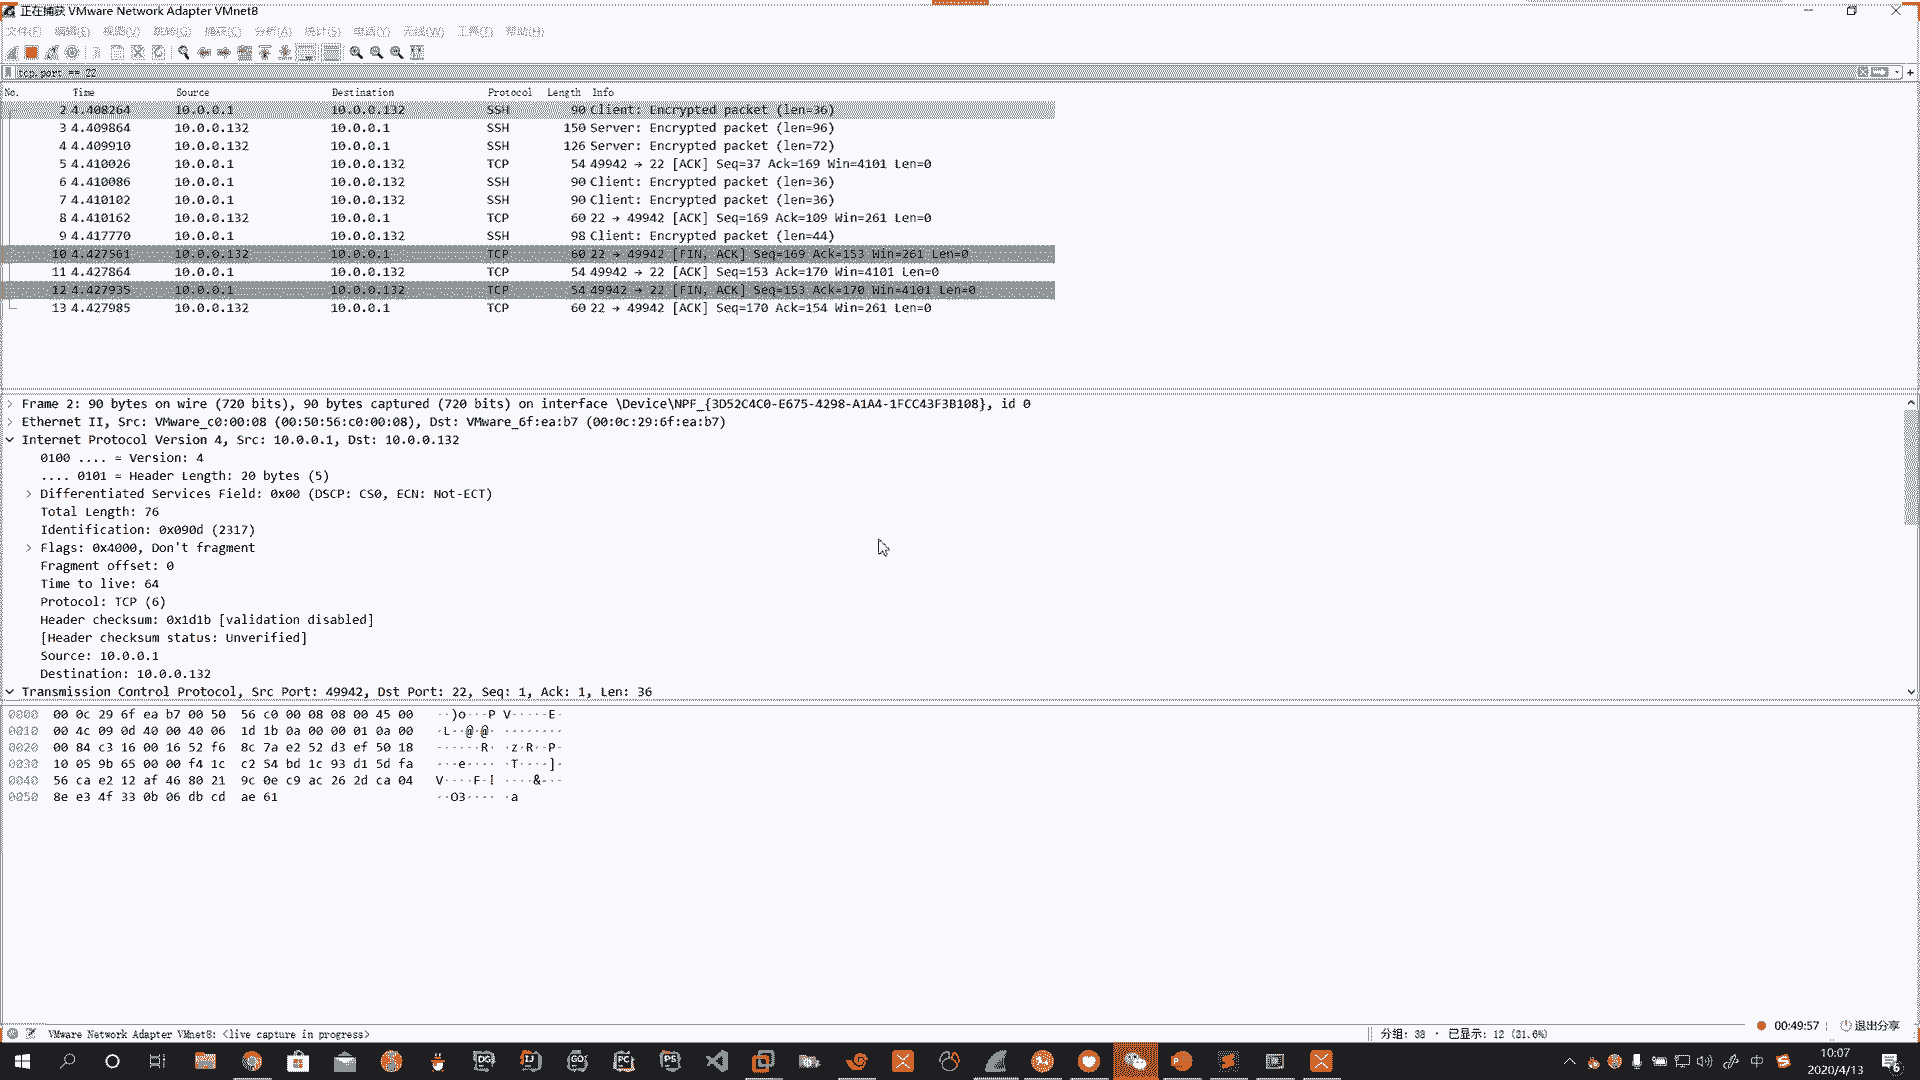 正在捕获 VMware Network Adapter VMnet8
文件(F) 编辑(E) 视图(V) 跳转(G) 捕获(C) 分析(A) 统计(S) 电话(Y) 无线(W) 工具(T) 帮助(H)
tcp.port == 22
No. Time Source Destination Protocol Length Info
2 4.408264 10.0.0.1 10.0.0.132 SSH 90 Client: Encrypted packet (len=36)
3 4.409864 10.0.0.132 10.0.0.1 SSH 150 Server: Encrypted packet (len=96)
4 4.409910 10.0.0.132 10.0.0.1 SSH 126 Server: Encrypted packet (len=72)
5 4.410026 10.0.0.1 10.0.0.132 TCP 54 49942 → 22 [ACK] Seq=37 Ack=169 Win=4101 Len=0
6 4.410086 10.0.0.1 10.0.0.132 SSH 90 Client: Encrypted packet (len=36)
7 4.410102 10.0.0.1 10.0.0.132 SSH 90 Client: Encrypted packet (len=36)
8 4.410162 10.0.0.132 10.0.0.1 TCP 60 22 → 49942 [ACK] Seq=169 Ack=109 Win=261 Len=0
9 4.417770 10.0.0.1 10.0.0.132 SSH 98 Client: Encrypted packet (len=44)
10 4.427561 10.0.0.132 10.0.0.1 TCP 60 22 → 49942 [FIN, ACK] Seq=169 Ack=153 Win=261 Len=0
11 4.427864 10.0.0.1 10.0.0.132 TCP 54 49942 → 22 [ACK] Seq=153 Ack=170 Win=4101 Len=0
12 4.427935 10.0.0.1 10.0.0.132 TCP 54 49942 → 22 [FIN, ACK] Seq=153 Ack=170 Win=4101 Len=0
13 4.427985 10.0.0.132 10.0.0.1 TCP 60 22 → 49942 [ACK] Seq=170 Ack=154 Win=261 Len=0
Frame 2: 90 bytes on wire (720 bits), 90 bytes captured (720 bits) on interface \Device\NPF_{3D52C4C0-E675-4298-A1A4-1FCC43F3B108}, id 0
Ethernet II, Src: VMware_c0:00:08 (00:50:56:c0:00:08), Dst: VMware_6f:ea:b7 (00:0c:29:6f:ea:b7)
Internet Protocol Version 4, Src: 10.0.0.1, Dst: 10.0.0.132
0100 .... = Version: 4
.... 0101 = Header Length: 20 bytes (5)
Differentiated Services Field: 0x00 (DSCP: CS0, ECN: Not-ECT)
Total Length: 76
Identification: 0x090d (2317)
Flags: 0x4000, Don't fragment
Fragment offset: 0
Time to live: 64
Protocol: TCP (6)
Header checksum: 0x1d1b [validation disabled]
[Header checksum status: Unverified]
Source: 10.0.0.1
Destination: 10.0.0.132
Transmission Control Protocol, Src Port: 49942, Dst Port: 22, Seq: 1, Ack: 1, Len: 36
0000 00 0c 29 6f ea b7 00 50 56 c0 00 08 08 00 45 00 ··)o···P V·····E·
0010 00 4c 09 0d 40 00 40 06 1d 1b 0a 00 00 01 0a 00 ·L··@·@· ········
0020 00 84 c3 16 00 16 52 f6 8c 7a e2 52 d3 ef 50 18 ······R· ·z·R··P·
0030 10 05 9b 65 00 00 f4 1c c2 54 bd 1c 93 d1 5d fa ···e···· ·T····]·
0040 56 ca e2 12 af 46 80 21 9c 0e c9 ac 26 2d ca 04 V····F·! ····&-··
0050 8e e3 4f 33 0b 06 db cd ae 61 ··O3···· ·a
VMware Network Adapter VMnet8: <live capture in progress>
分组: 38 · 已显示: 12 (31.6%)
00:49:57
退出分享
DG IJ GO PC PS
中
10:07
2020/4/13
6